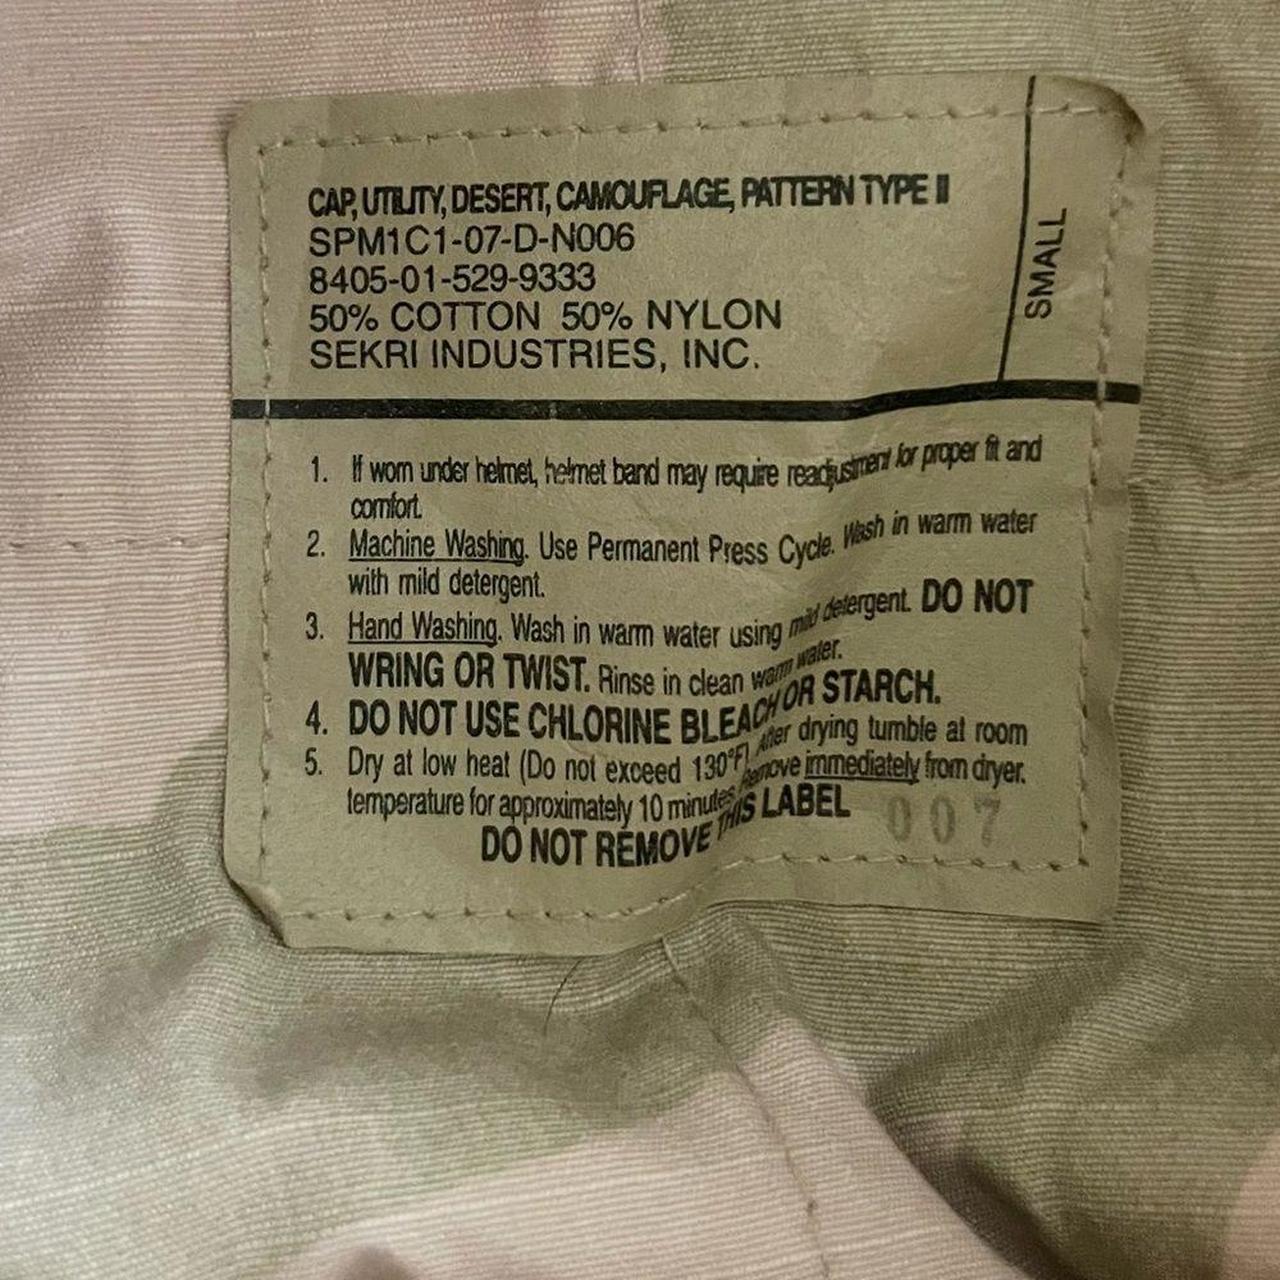 CAP, UTILITY, DESERT, CAMOUFLAGE, PATTERN TYPE II
SPM1C1-07-D-N006
8405-01-529-9333
50% COTTON 50% NYLON
SEKRI INDUSTRIES, INC.
SMALL
1. If worn under helmet, helmet band may require readjustment for proper fit and
comfort.
2. Machine Washing. Use Permanent Press Cycle. Wash in warm water
with mild detergent.
3. Hand Washing. Wash in warm water using mild detergent. DO NOT
WRING OR TWIST. Rinse in clean warm water.
4. DO NOT USE CHLORINE BLEACH OR STARCH.
5. Dry at low heat (Do not exceed 130°F). After drying tumble at room
temperature for approximately 10 minutes. Remove immediately from dryer.
DO NOT REMOVE THIS LABEL
007